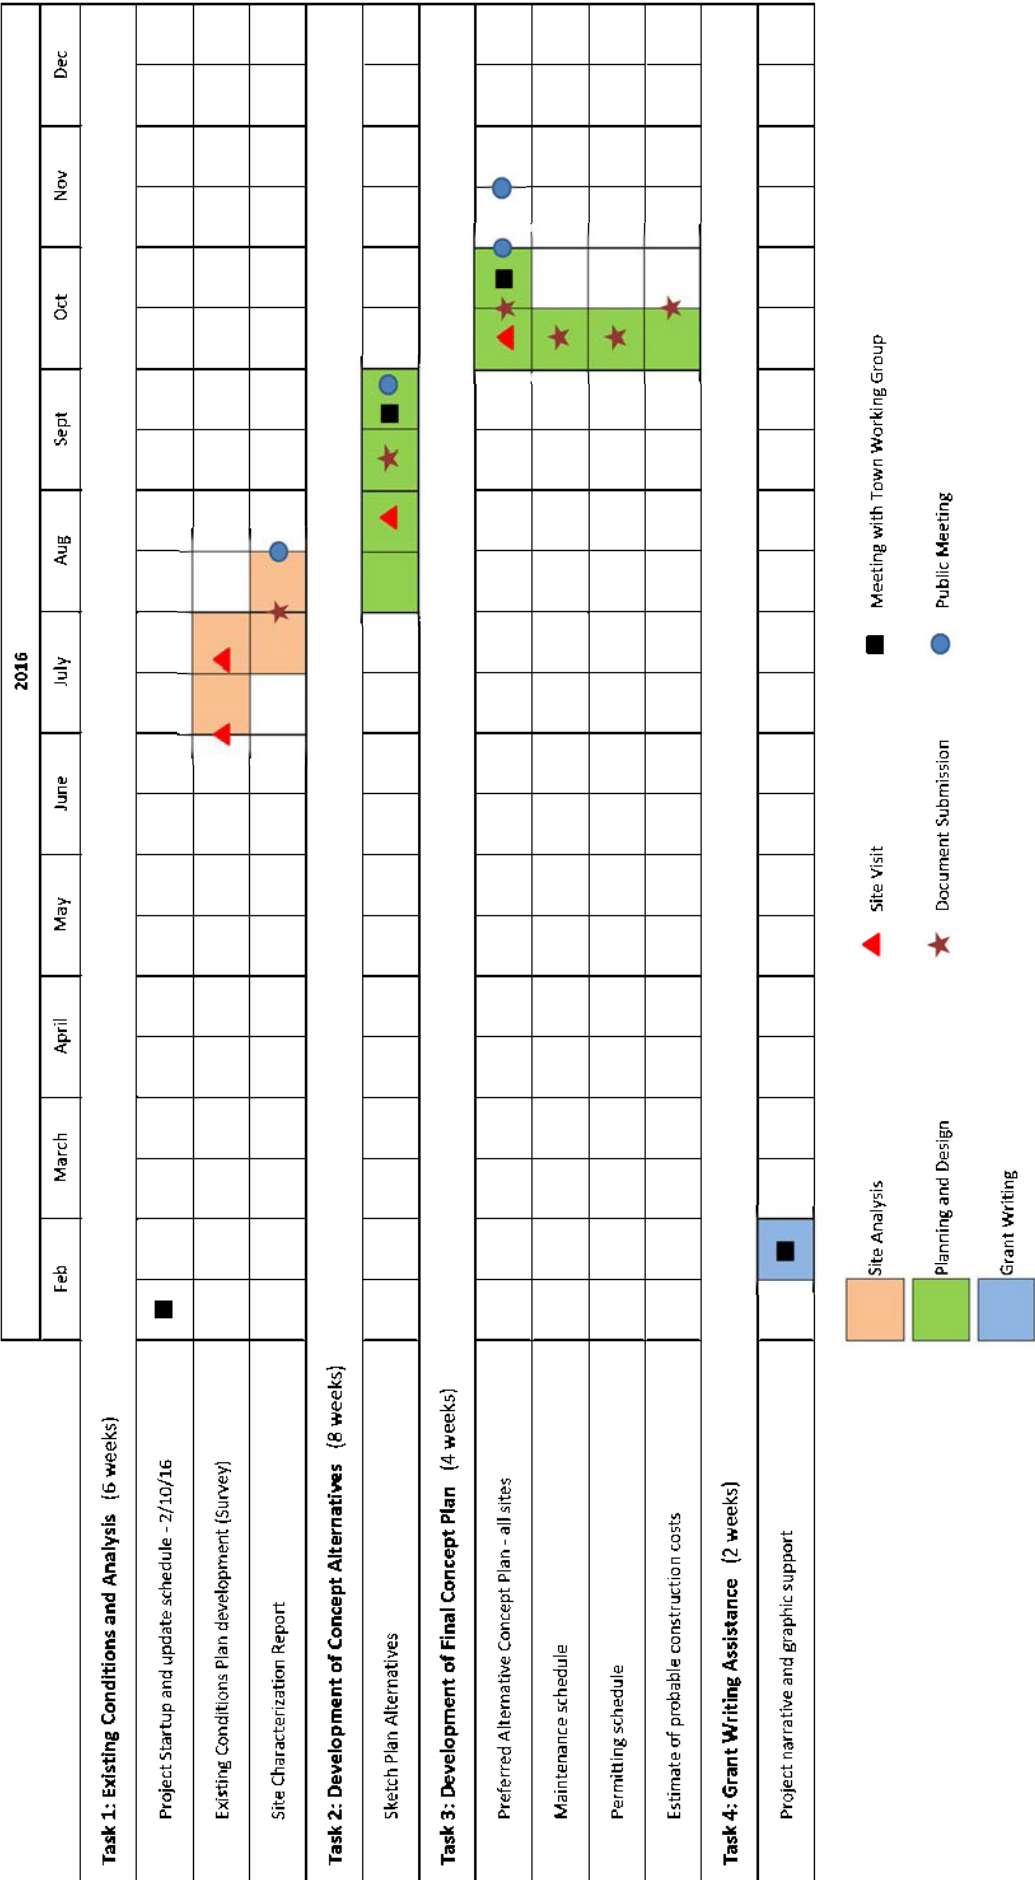 2016
Feb March April May June July Aug Sept Oct Nov Dec
Task 1: Existing Conditions and Analysis (6 weeks)
Project Startup and update schedule - 2/10/16
Existing Conditions Plan development (Survey)
Site Characterization Report
Task 2: Development of Concept Alternatives (8 weeks)
Sketch Plan Alternatives
Task 3: Development of Final Concept Plan (4 weeks)
Preferred Alternative Concept Plan - all sites
Maintenance schedule
Permitting schedule
Estimate of probable construction costs
Task 4: Grant Writing Assistance (2 weeks)
Project narrative and graphic support
Site Analysis Site Visit Meeting with Town Working Group
Planning and Design Document Submission Public Meeting
Grant Writing